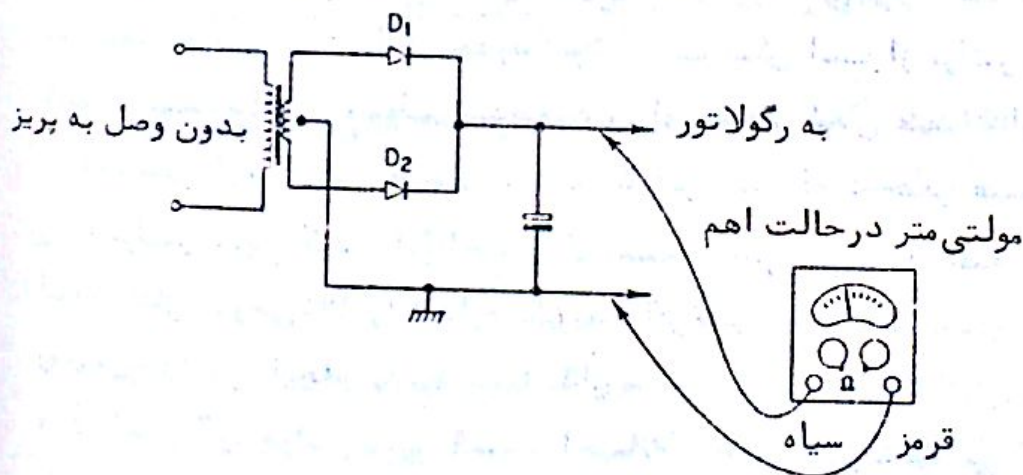 D1
به رگولاتور
بدون وصل به پریز
D2
مولتی‌متر درحالت اهم
Ω
سیاه
قرمز